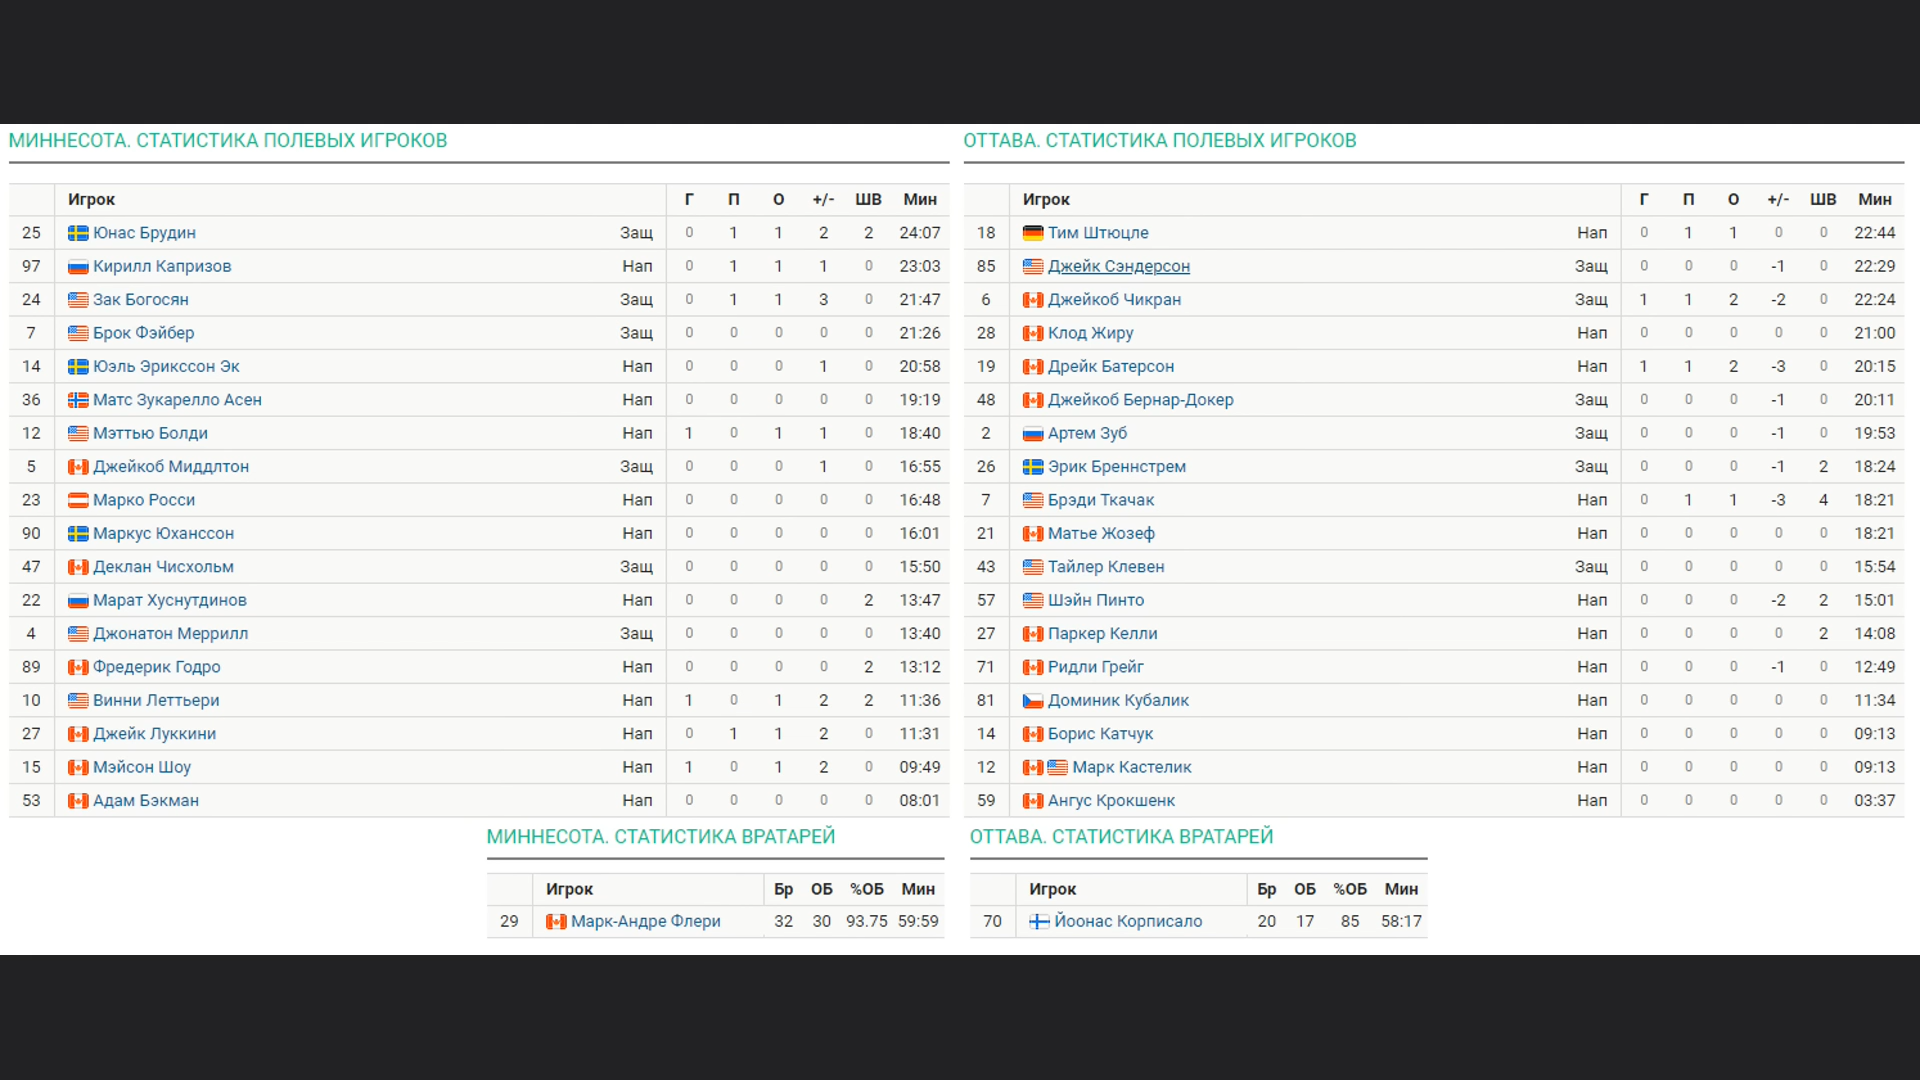 МИННЕСОТА. СТАТИСТИКА ПОЛЕВЫХ ИГРОКОВ
Игрок Г П О +/- ШВ Мин
25 Юнас Брудин Защ 0 1 1 2 2 24:07
97 Кирилл Капризов Нап 0 1 1 1 0 23:03
24 Зак Богосян Защ 0 1 1 3 0 21:47
7 Брок Фэйбер Защ 0 0 0 0 0 21:26
14 Юэль Эрикссон Эк Нап 0 0 0 1 0 20:58
36 Матс Зукарелло Асен Нап 0 0 0 0 0 19:19
12 Мэттью Болди Нап 1 0 1 1 0 18:40
5 Джейкоб Миддлтон Защ 0 0 0 1 0 16:55
23 Марко Росси Нап 0 0 0 0 0 16:48
90 Маркус Юханссон Нап 0 0 0 0 0 16:01
47 Деклан Чисхольм Защ 0 0 0 0 0 15:50
22 Марат Хуснутдинов Нап 0 0 0 0 2 13:47
4 Джонатон Меррилл Защ 0 0 0 0 0 13:40
89 Фредерик Годро Нап 0 0 0 0 2 13:12
10 Винни Леттьери Нап 1 0 1 2 2 11:36
27 Джейк Луккини Нап 0 1 1 2 0 11:31
15 Мэйсон Шоу Нап 1 0 1 2 0 09:49
53 Адам Бэкман Нап 0 0 0 0 0 08:01
ОТТАВА. СТАТИСТИКА ПОЛЕВЫХ ИГРОКОВ
Игрок Г П О +/- ШВ Мин
18 Тим Штюцле Нап 0 1 1 0 0 22:44
85 Джейк Сэндерсон Защ 0 0 0 -1 0 22:29
6 Джейкоб Чикран Защ 1 1 2 -2 0 22:24
28 Клод Жиру Нап 0 0 0 0 0 21:00
19 Дрейк Батерсон Нап 1 1 2 -3 0 20:15
48 Джейкоб Бернар-Докер Защ 0 0 0 -1 0 20:11
2 Артем Зуб Защ 0 0 0 -1 0 19:53
26 Эрик Бреннстрем Защ 0 0 0 -1 2 18:24
7 Брэди Ткачак Нап 0 1 1 -3 4 18:21
21 Матье Жозеф Нап 0 0 0 0 0 18:21
43 Тайлер Клевен Защ 0 0 0 0 0 15:54
57 Шэйн Пинто Нап 0 0 0 -2 2 15:01
27 Паркер Келли Нап 0 0 0 0 2 14:08
71 Ридли Грейг Нап 0 0 0 -1 0 12:49
81 Доминик Кубалик Нап 0 0 0 0 0 11:34
14 Борис Катчук Нап 0 0 0 0 0 09:13
12 Марк Кастелик Нап 0 0 0 0 0 09:13
59 Ангус Крокшенк Нап 0 0 0 0 0 03:37
МИННЕСОТА. СТАТИСТИКА ВРАТАРЕЙ
Игрок Бр ОБ %ОБ Мин
29 Марк-Андре Флери 32 30 93.75 59:59
ОТТАВА. СТАТИСТИКА ВРАТАРЕЙ
Игрок Бр ОБ %ОБ Мин
70 Йоонас Корписало 20 17 85 58:17